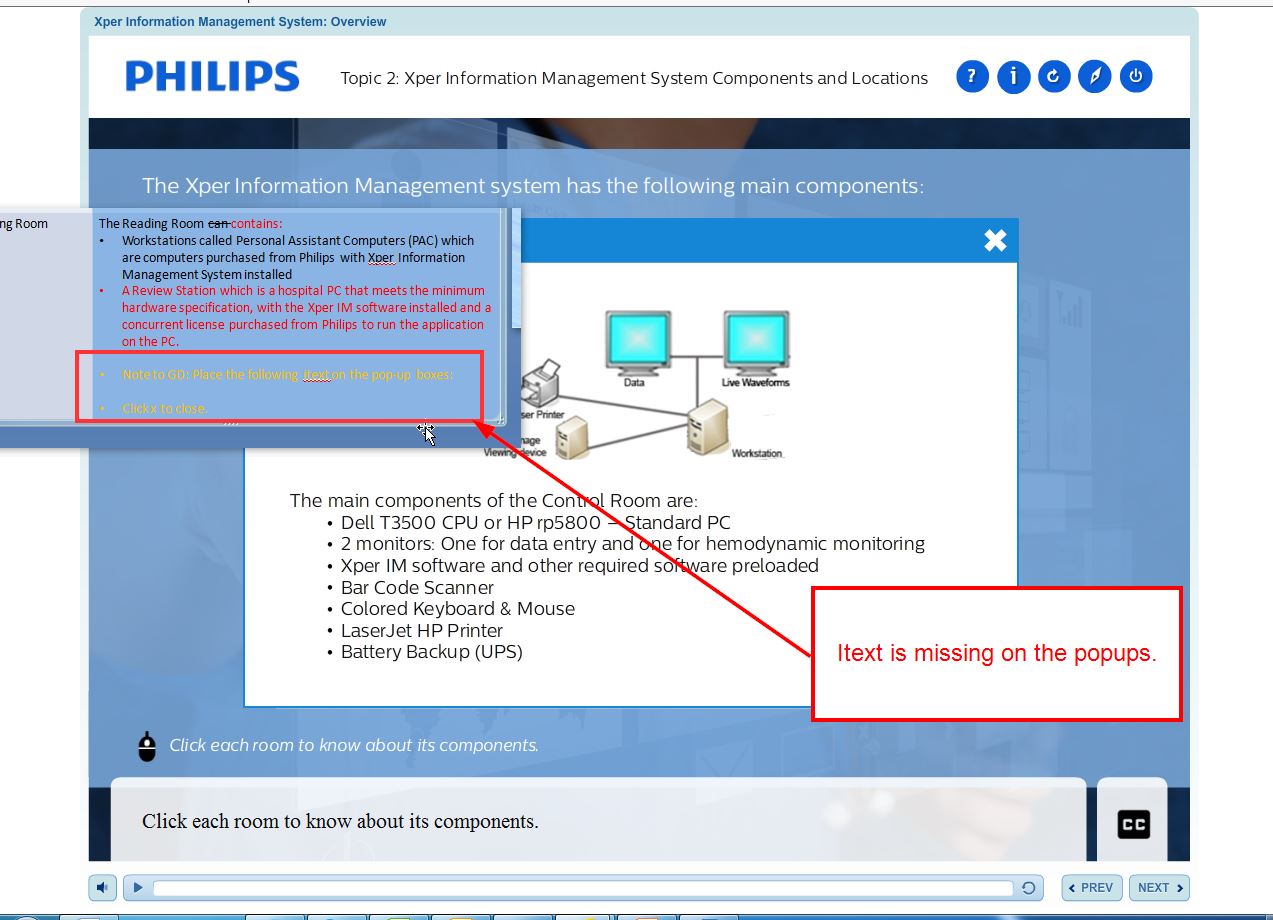 Xper Information Management System: Overview
PHILIPS
Topic 2: Xper Information Management System Components and Locations
The Xper Information Management system has the following main components:
ng Room
The Reading Room can contains:
• Workstations called Personal Assistant Computers (PAC) which
are computers purchased from Philips with Xper Information
Management System installed
• A Review Station which is a hospital PC that meets the minimum
hardware specification, with the Xper IM software installed and a
concurrent license purchased from Philips to run the application
on the PC.
• Note to GD: Place the following itext on the pop-up boxes:
• Click x to close.
Data
Live Waveforms
ser Printer
mage
Viewing device
Workstation
The main components of the Control Room are:
• Dell T3500 CPU or HP rp5800 – Standard PC
• 2 monitors: One for data entry and one for hemodynamic monitoring
• Xper IM software and other required software preloaded
• Bar Code Scanner
• Colored Keyboard & Mouse
• LaserJet HP Printer
• Battery Backup (UPS)
Itext is missing on the popups.
Click each room to know about its components.
Click each room to know about its components.
CC
PREV
NEXT